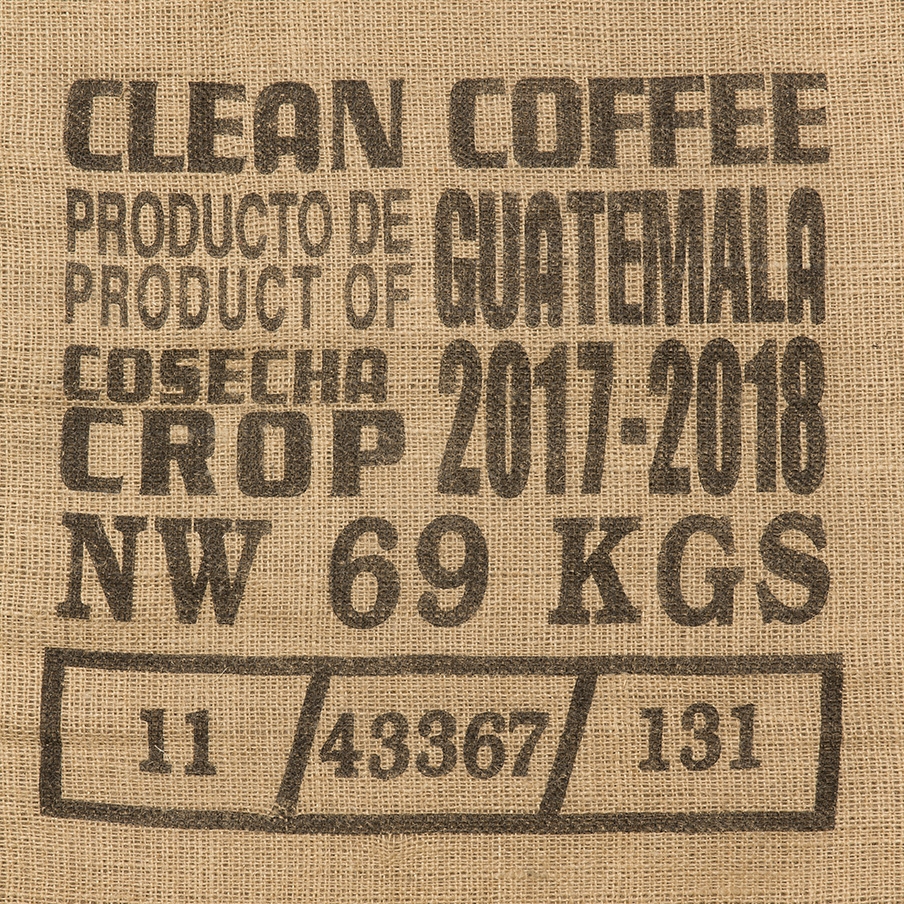 CLEAN COFFEE
PRODUCTO DE
PRODUCT OF
GUATEMALA
COSECHA
CROP
2017-2018
NW 69 KGS
11 / 43367 / 131